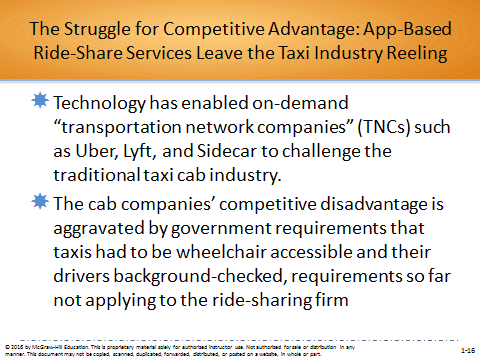 The Struggle for Competitive Advantage: App-Based
Ride-Share Services Leave the Taxi Industry Reeling
Technology has enabled on-demand
“transportation network companies” (TNCs) such
as Uber, Lyft, and Sidecar to challenge the
traditional taxi cab industry.
The cab companies’ competitive disadvantage is
aggravated by government requirements that
taxis had to be wheelchair accessible and their
drivers background-checked, requirements so far
not applying to the ride-sharing firm
© 2016 by McGraw-Hill Education. This is proprietary material solely for authorized instructor use. Not authorized for sale or distribution in any
manner. This document may not be copied, scanned, duplicated, forwarded, distributed, or posted on a website, in whole or part.
1-16